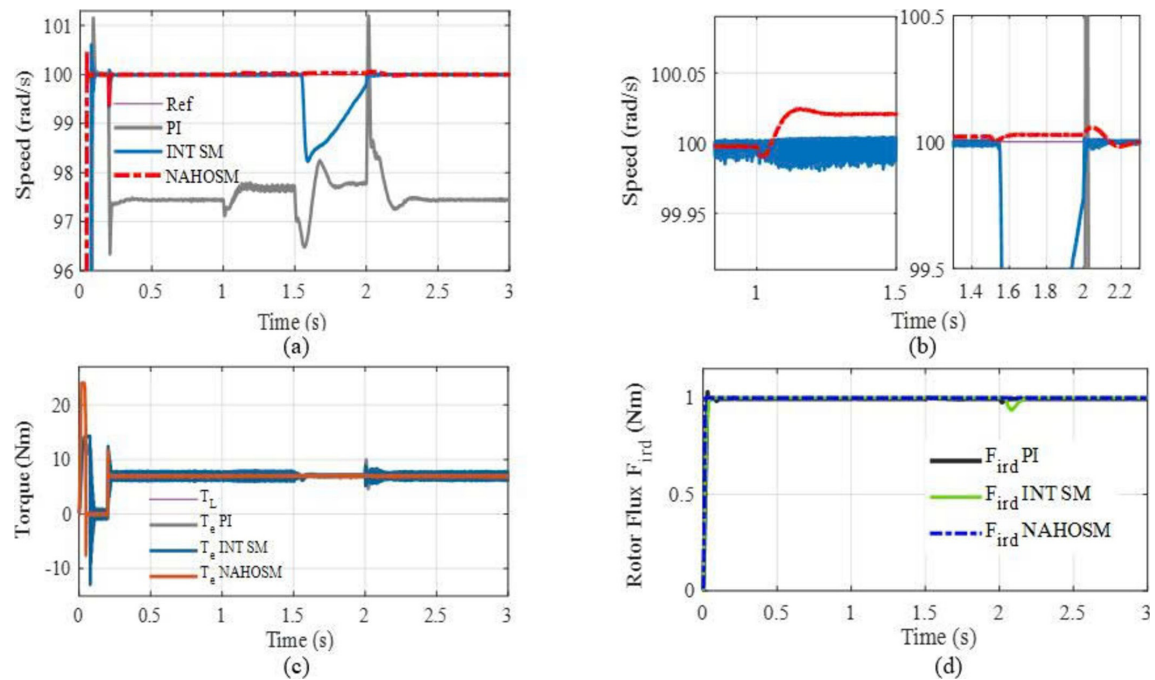 101
100
99
98
97
96
Speed (rad/s)
Ref
PI
INT SM
NAHOSM
0 0.5 1 1.5 2 2.5 3
Time (s)
(a)
100.05
100
99.95
Speed (rad/s)
1 1.5
100.5
100
99.5
1.4 1.6 1.8 2 2.2
Time (s)
(b)
20
10
0
-10
Torque (Nm)
T_L
T_e PI
T_e INT SM
T_e NAHOSM
0 0.5 1 1.5 2 2.5 3
Time (s)
(c)
1
0.5
0
Rotor Flux F_ird (Nm)
F_ird PI
F_ird INT SM
F_ird NAHOSM
0 0.5 1 1.5 2 2.5 3
Time (s)
(d)